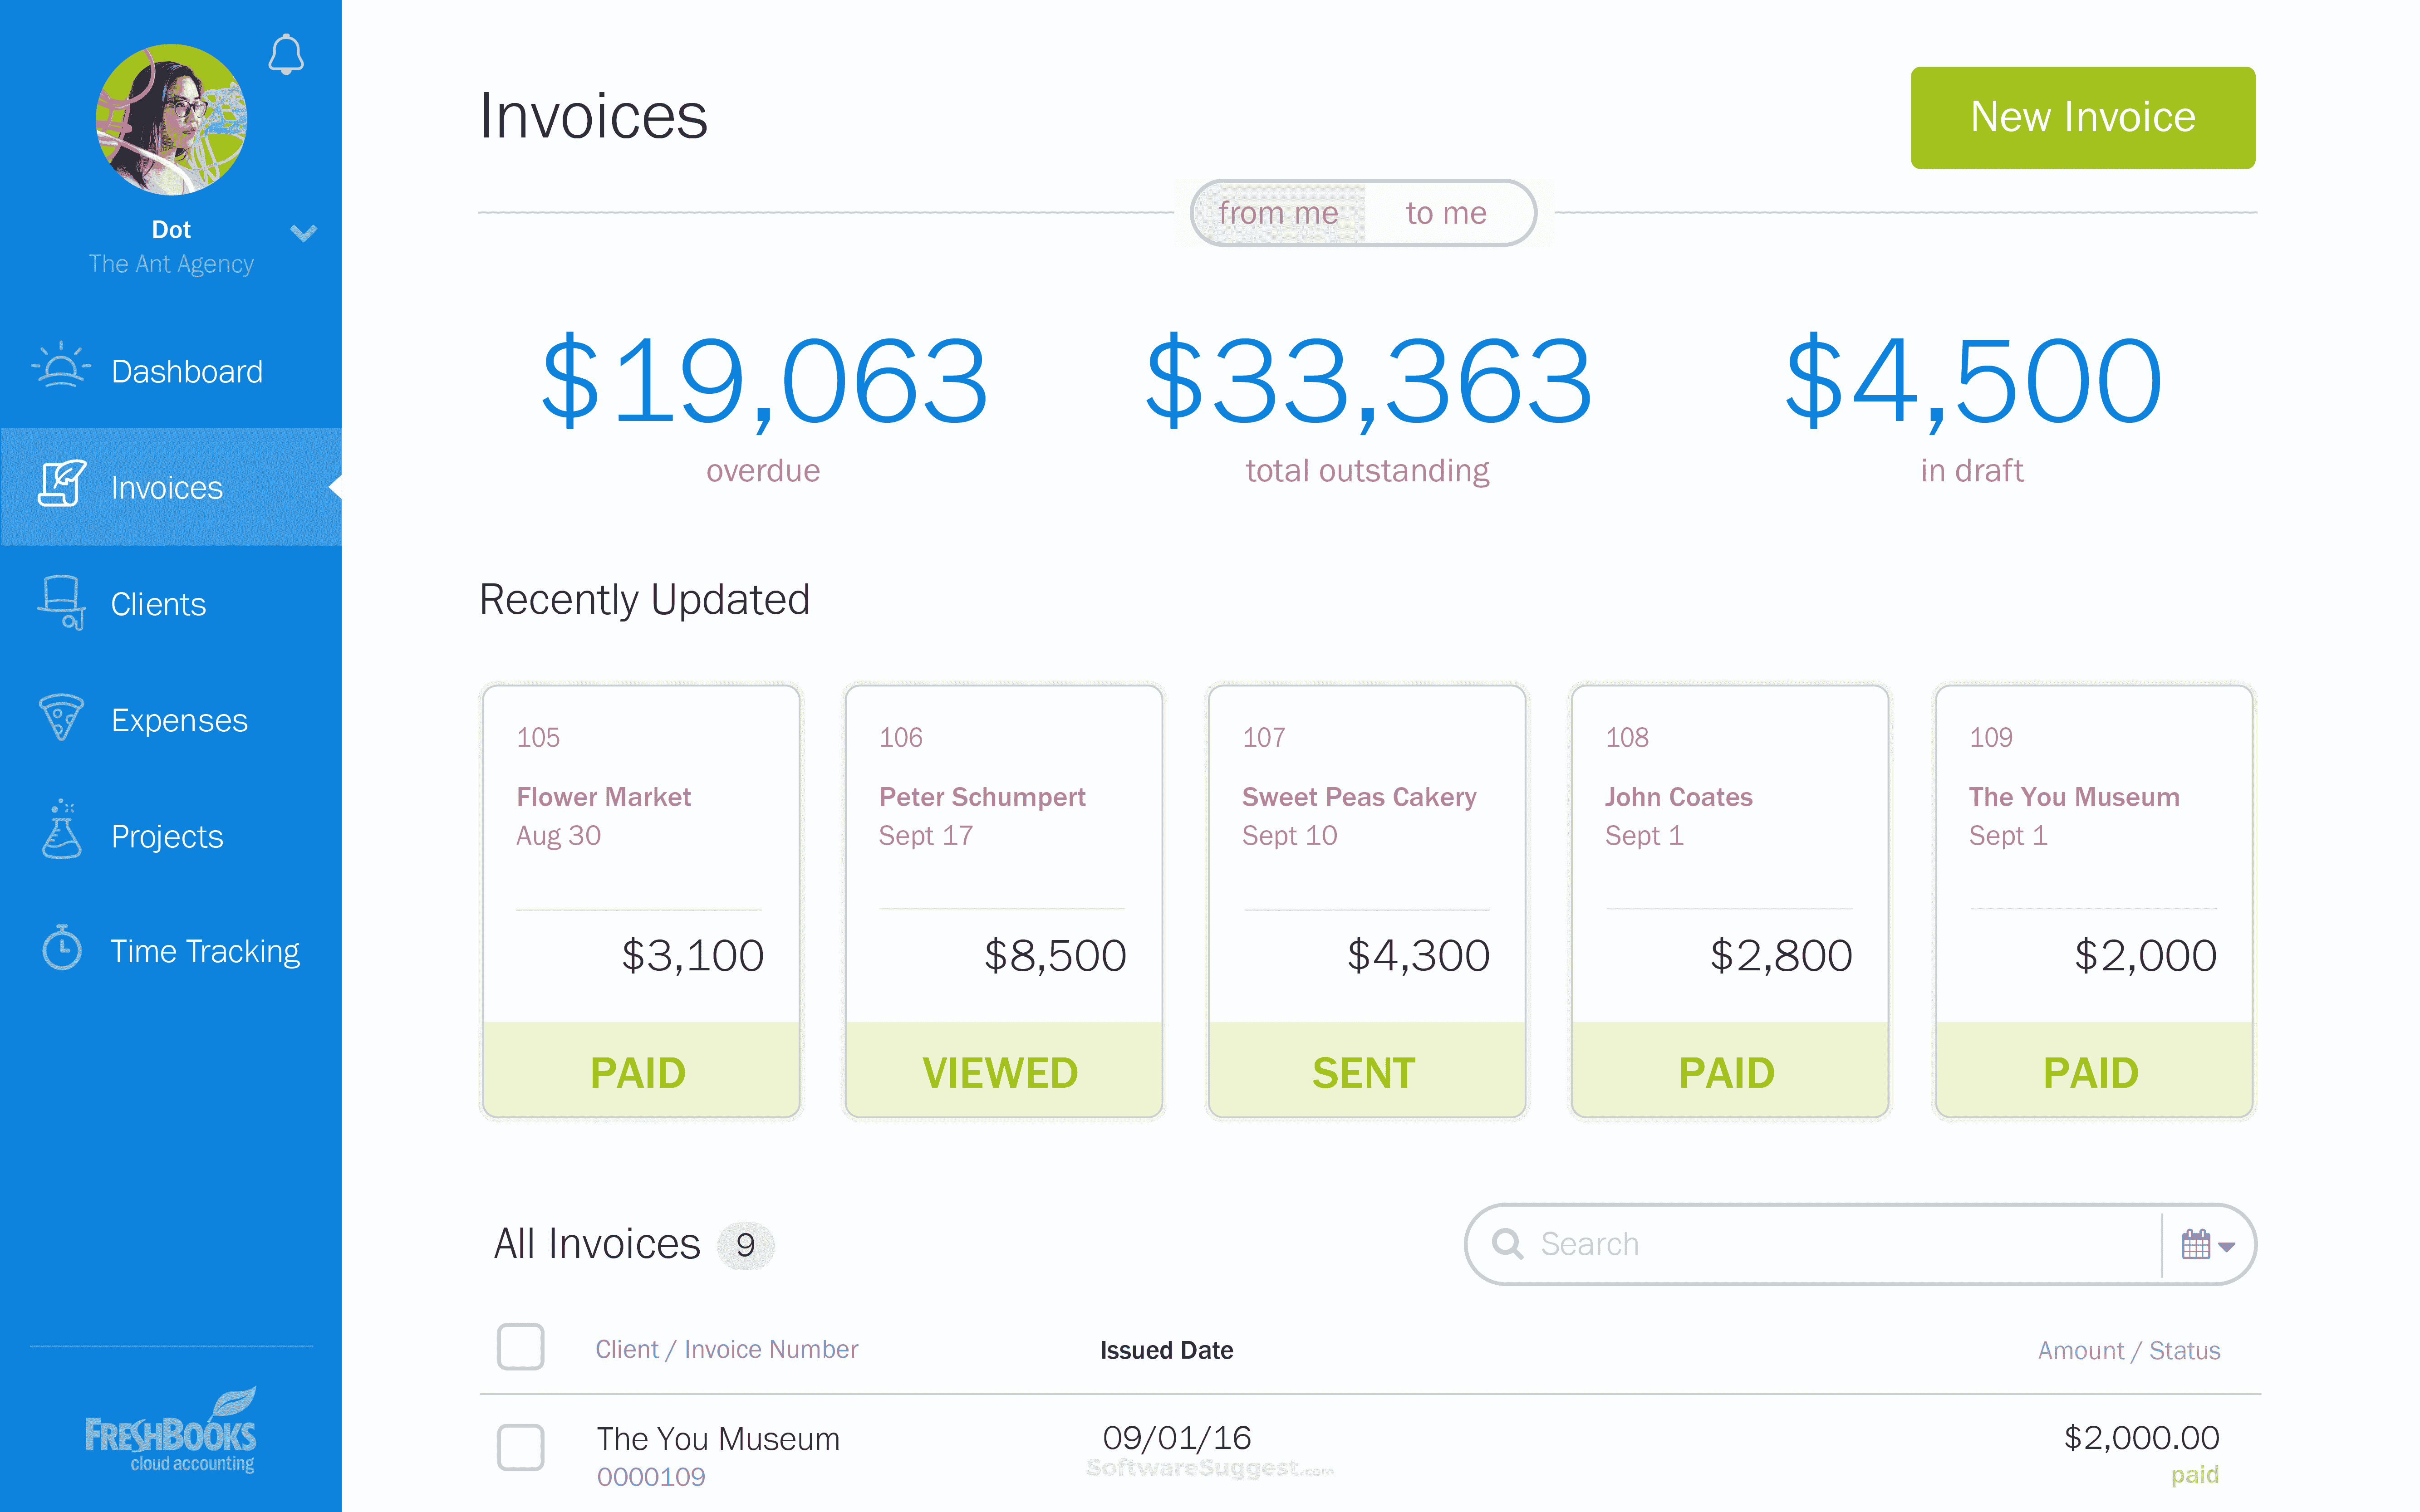 Dot
The Ant Agency
Dashboard
Invoices
Clients
Expenses
Projects
Time Tracking
FRESHBOOKS
cloud accounting
Invoices
New Invoice
from me to me
$19,063 $33,363 $4,500
overdue total outstanding in draft
Recently Updated
105
Flower Market
Aug 30
$3,100
PAID
106
Peter Schumpert
Sept 17
$8,500
VIEWED
107
Sweet Peas Cakery
Sept 10
$4,300
SENT
108
John Coates
Sept 1
$2,800
PAID
109
The You Museum
Sept 1
$2,000
PAID
All Invoices 9
Search
Client / Invoice Number Issued Date Amount / Status
The You Museum 09/01/16 $2,000.00
0000109 paid
SoftwareSuggest.com